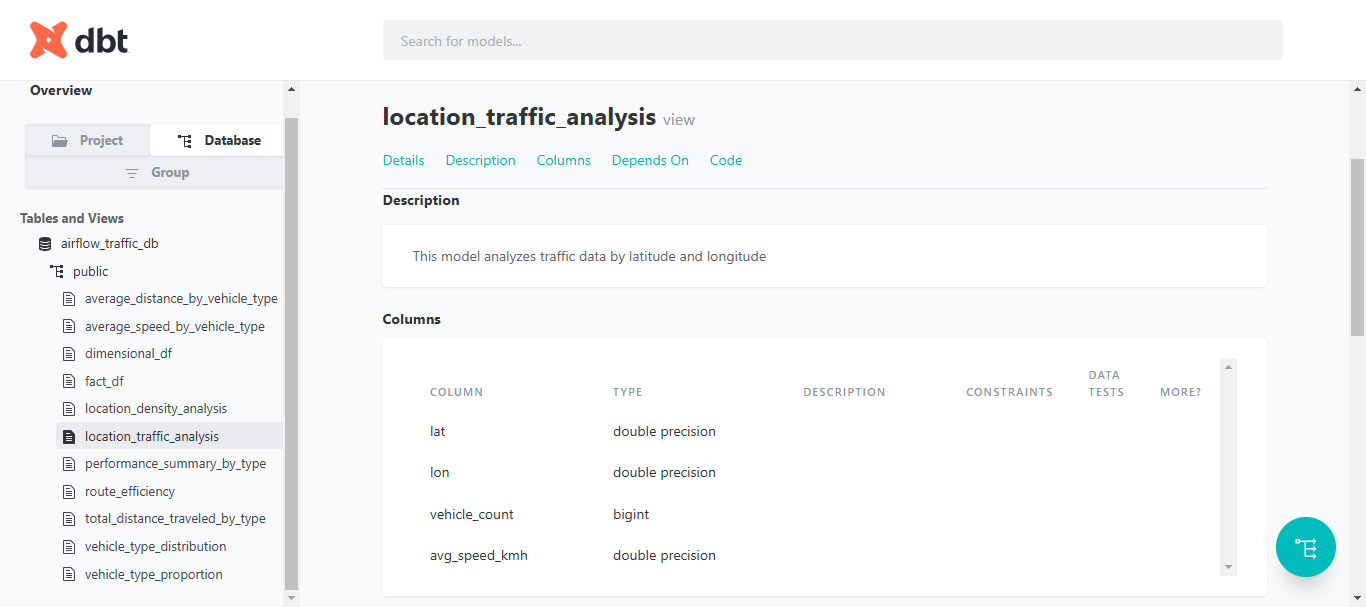 dbt
Search for models...
Overview
Project
Database
Group
Tables and Views
airflow_traffic_db
public
average_distance_by_vehicle_type
average_speed_by_vehicle_type
dimensional_df
fact_df
location_density_analysis
location_traffic_analysis
performance_summary_by_type
route_efficiency
total_distance_traveled_by_type
vehicle_type_distribution
vehicle_type_proportion
location_traffic_analysis view
Details Description Columns Depends On Code
Description
This model analyzes traffic data by latitude and longitude
Columns
COLUMN TYPE DESCRIPTION CONSTRAINTS DATA TESTS MORE?
lat double precision
lon double precision
vehicle_count bigint
avg_speed_kmh double precision